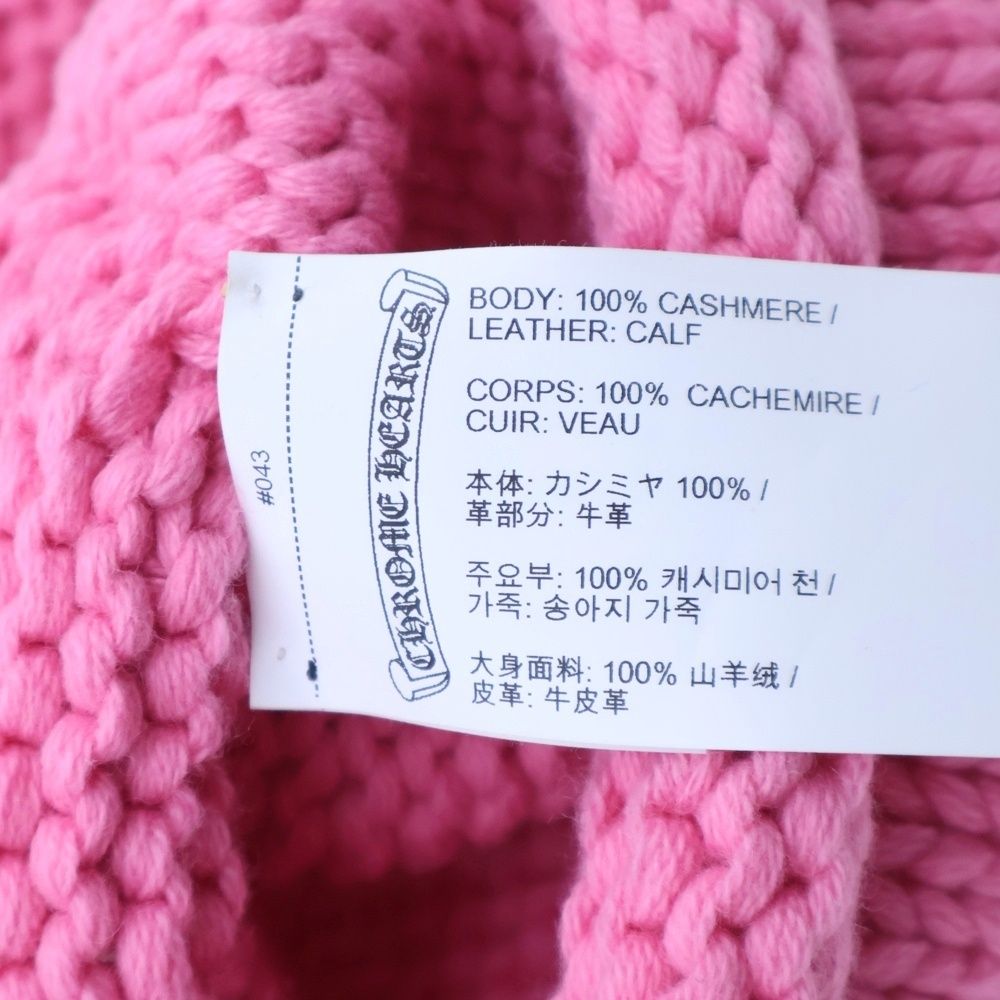 #043
CHROME HEARTS
BODY: 100% CASHMERE /
LEATHER: CALF
CORPS: 100% CACHEMIRE /
CUIR: VEAU
本体: カシミヤ 100% /
革部分: 牛革
주요부: 100% 캐시미어 천 /
가죽: 송아지 가죽
大身面料: 100% 山羊绒 /
皮革: 牛皮革